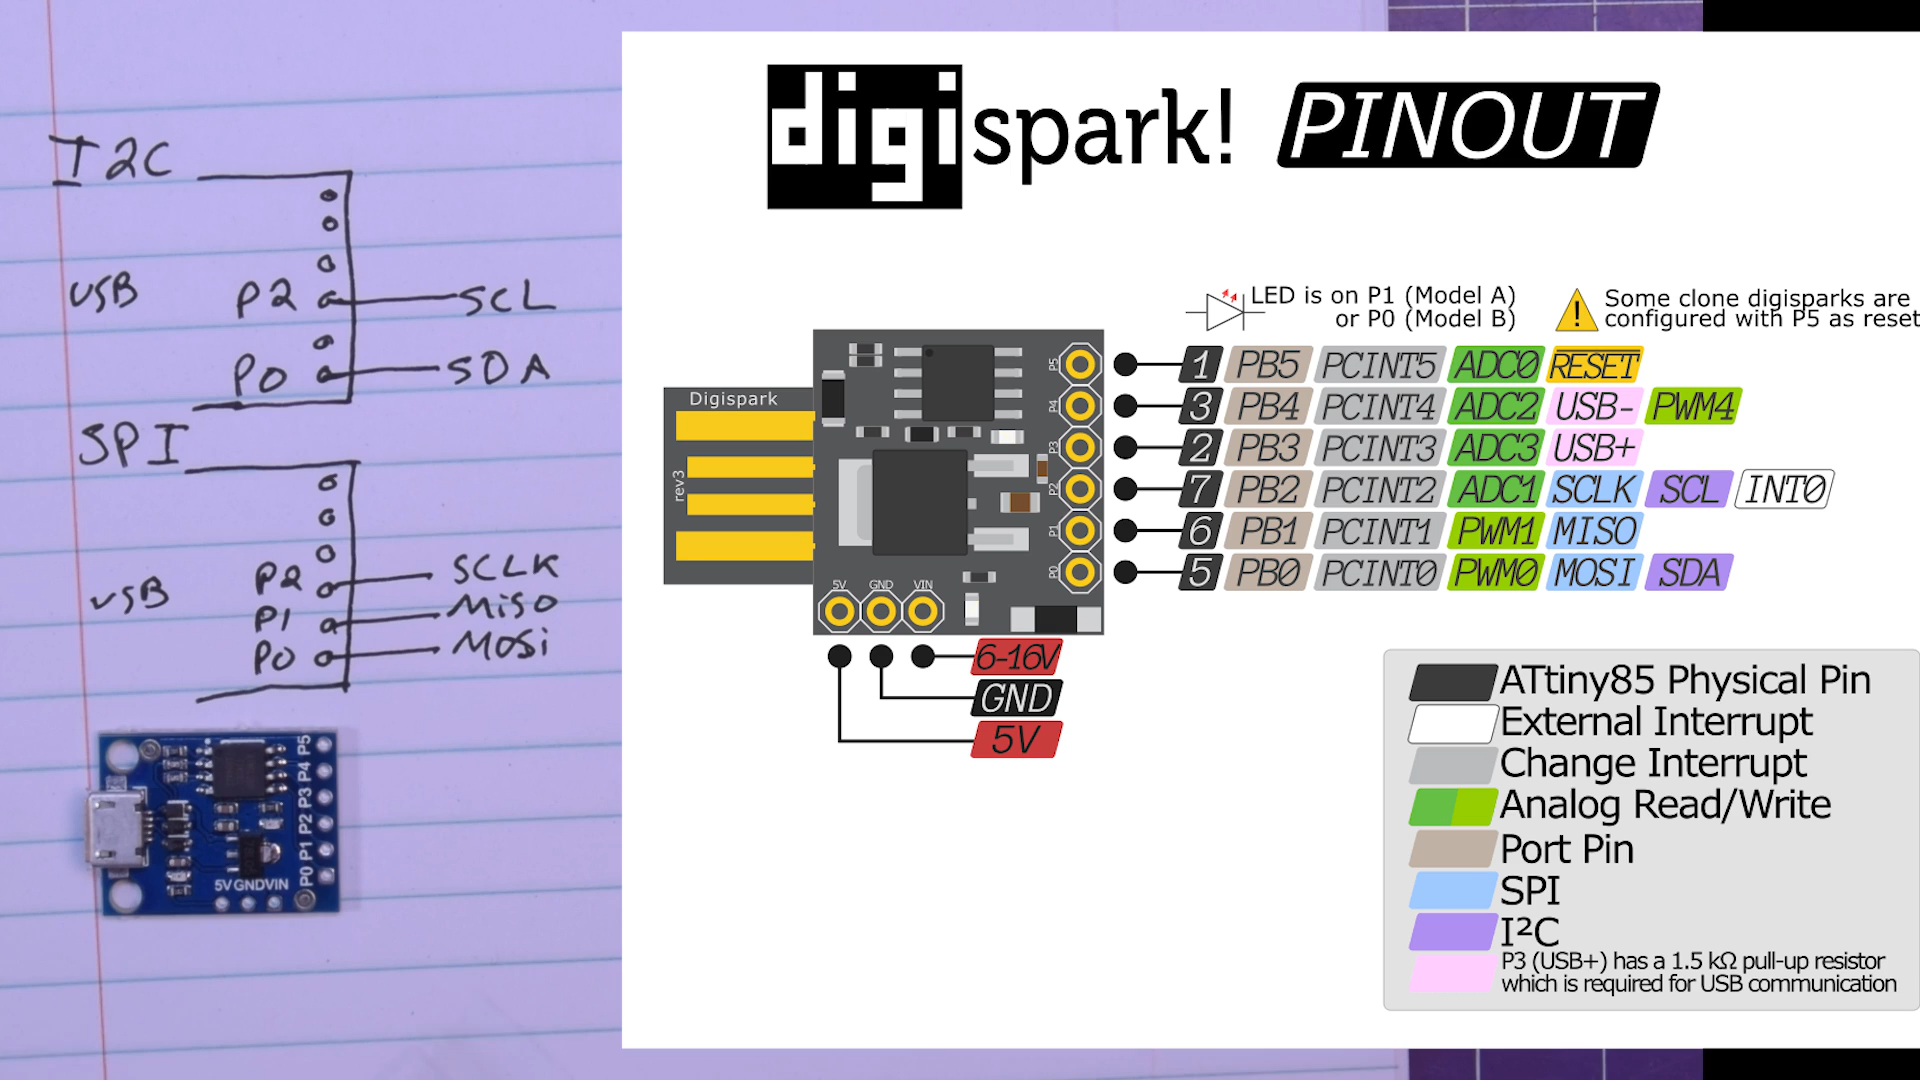 I2C
USB
P2
SCL
P0
SDA
SPI
USB
P2 SCLK
P1 MISO
P0 MOSI
P5
P4
P3
P2
P1
P0
5V GND VIN
digispark! PINOUT
LED is on P1 (Model A)
or P0 (Model B)
Some clone digisparks are
configured with P5 as reset
Digispark
rev3
P5
P4
P3
P2
P1
P0
5V GND VIN
1 PB5 PCINT5 ADC0 RESET
3 PB4 PCINT4 ADC2 USB- PWM4
2 PB3 PCINT3 ADC3 USB+
7 PB2 PCINT2 ADC1 SCLK SCL INT0
6 PB1 PCINT1 PWM1 MISO
5 PB0 PCINT0 PWM0 MOSI SDA
6-16V
GND
5V
ATtiny85 Physical Pin
External Interrupt
Change Interrupt
Analog Read/Write
Port Pin
SPI
I²C
P3 (USB+) has a 1.5 kΩ pull-up resistor
which is required for USB communication